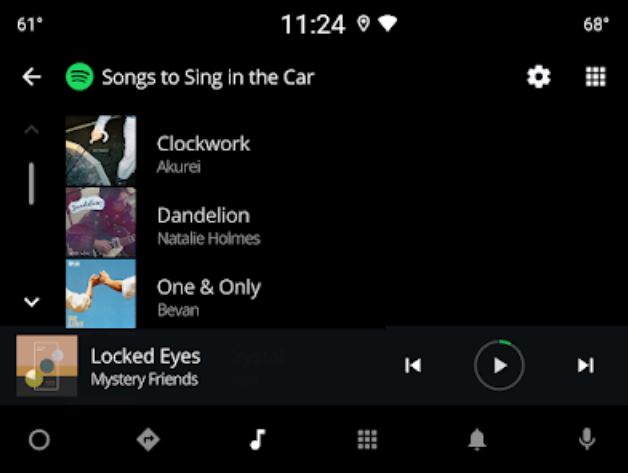 61°
11:24
68°
Songs to Sing in the Car
Clockwork
Akurei
Dandelion
Natalie Holmes
One & Only
Bevan
Locked Eyes
Mystery Friends